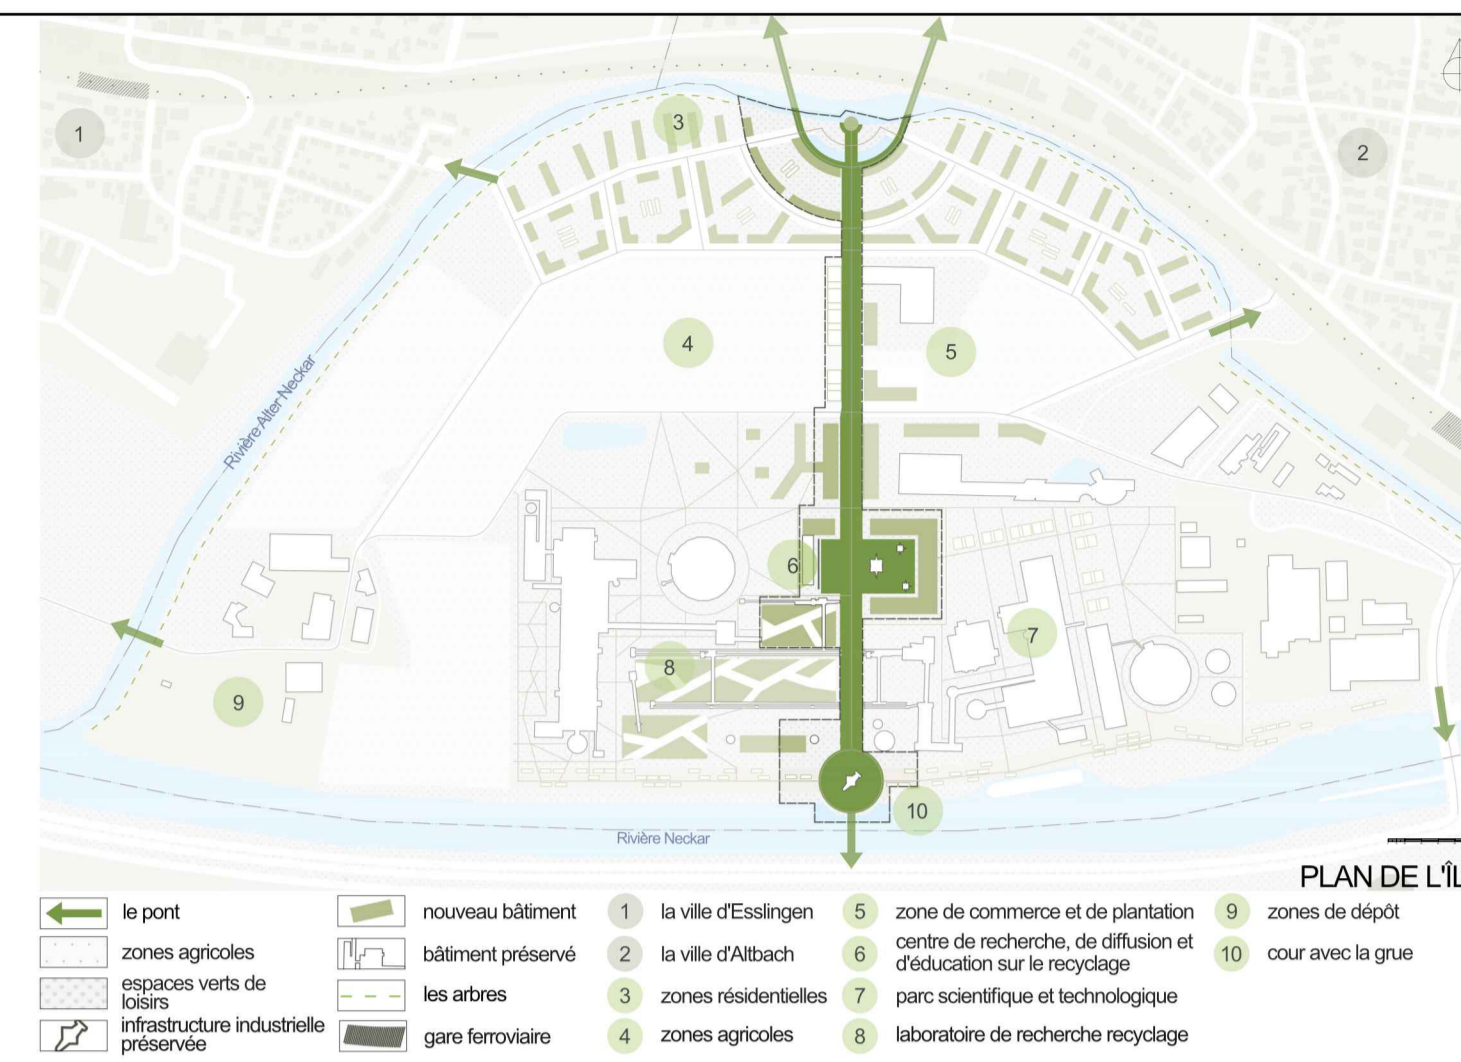 1
2
3
4
5
6
7
8
9
10
Rivière Alter Neckar
Rivière Neckar
PLAN DE L'ÎL
le pont
zones agricoles
espaces verts de
loisirs
infrastructure industrielle
préservée
nouveau bâtiment
bâtiment préservé
les arbres
gare ferroviaire
1 la ville d'Esslingen
2 la ville d'Altbach
3 zones résidentielles
4 zones agricoles
5 zone de commerce et de plantation
6 centre de recherche, de diffusion et
d'éducation sur le recyclage
7 parc scientifique et technologique
8 laboratoire de recherche recyclage
9 zones de dépôt
10 cour avec la grue